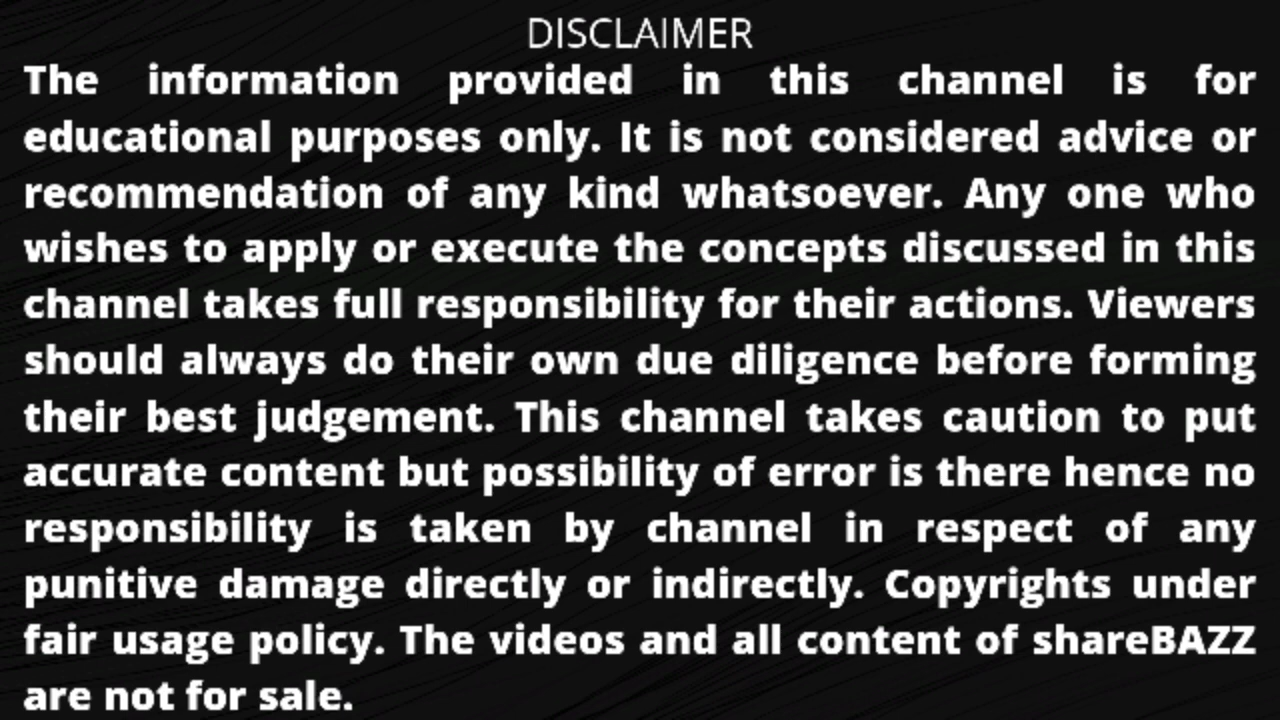 DISCLAIMER
The information provided in this channel is for
educational purposes only. It is not considered advice or
recommendation of any kind whatsoever. Any one who
wishes to apply or execute the concepts discussed in this
channel takes full responsibility for their actions. Viewers
should always do their own due diligence before forming
their best judgement. This channel takes caution to put
accurate content but possibility of error is there hence no
responsibility is taken by channel in respect of any
punitive damage directly or indirectly. Copyrights under
fair usage policy. The videos and all content of shareBAZZ
are not for sale.